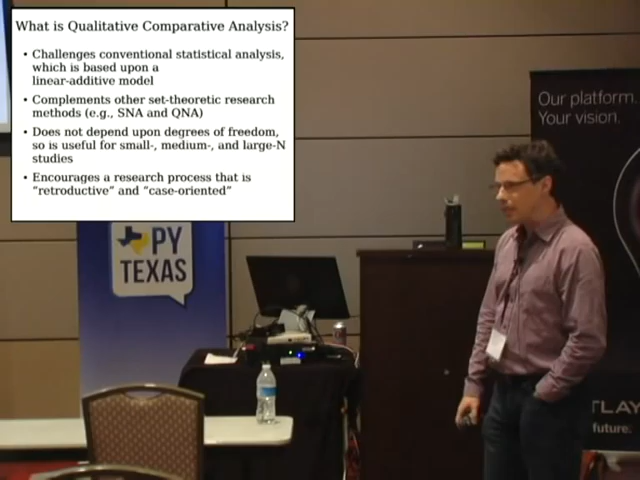 What is Qualitative Comparative Analysis?
• Challenges conventional statistical analysis,
which is based upon a
linear-additive model
• Complements other set-theoretic research
methods (e.g., SNA and QNA)
• Does not depend upon degrees of freedom,
so is useful for small-, medium-, and large-N
studies
• Encourages a research process that is
“retroductive” and “case-oriented”
PY
TEXAS
Our platform.
Your vision.
TLAY
future.